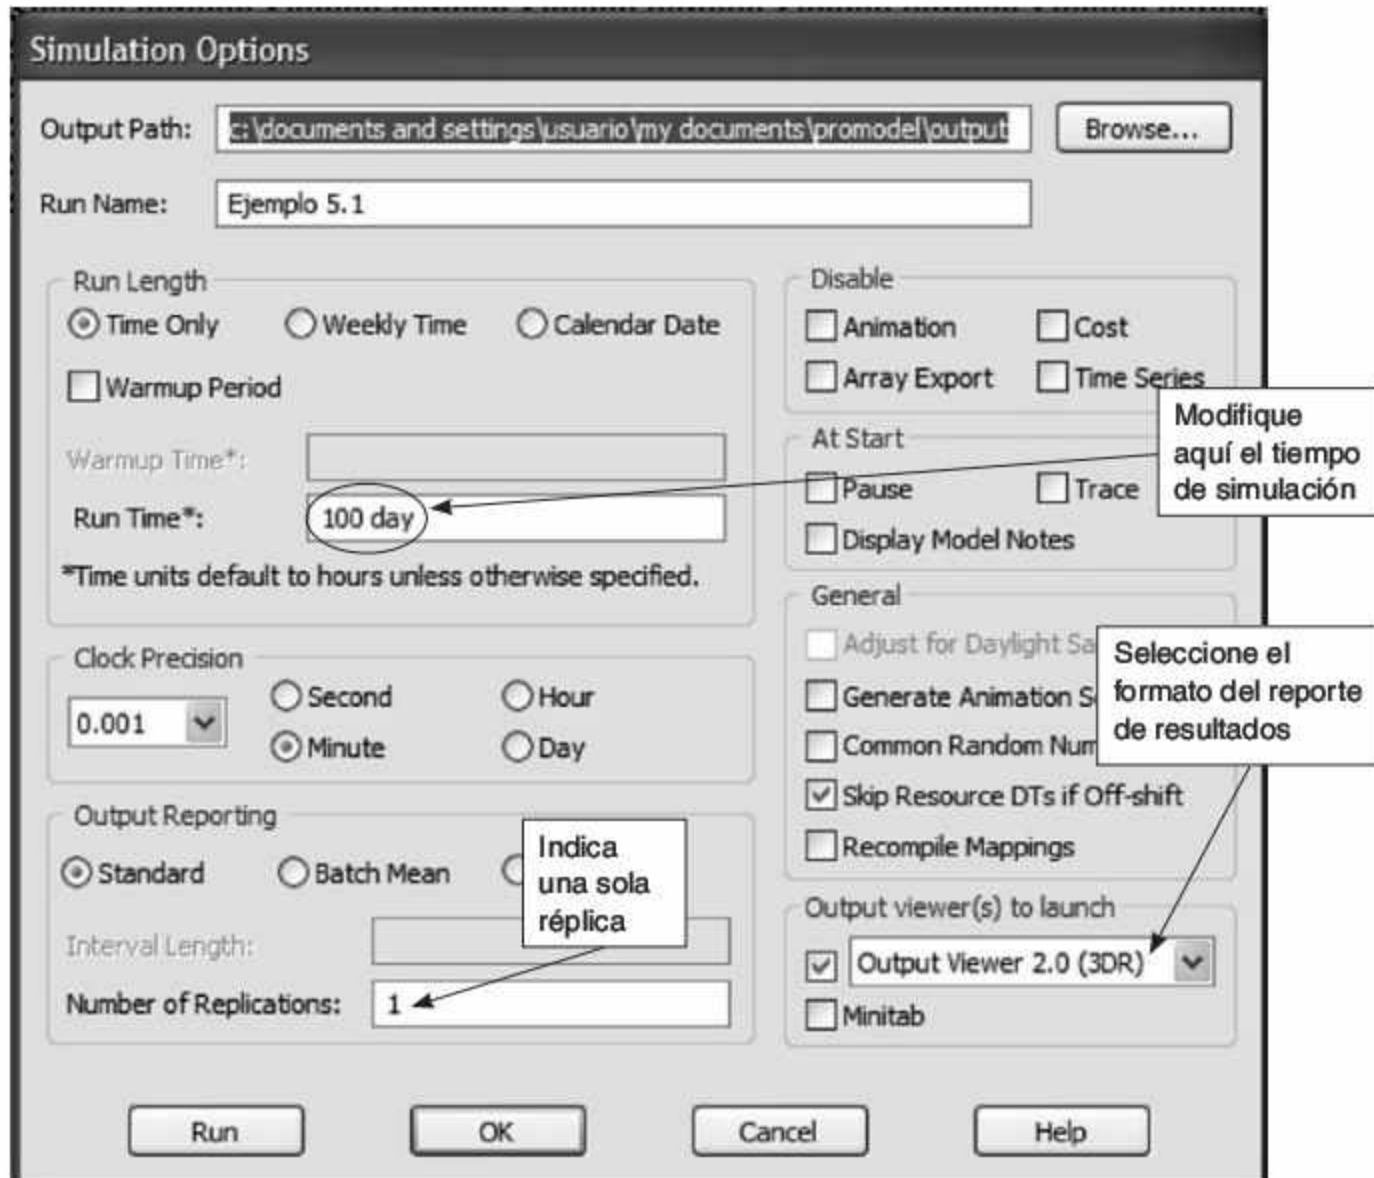 Simulation Options
Output Path: c:\documents and settings\usuario\my documents\promodel\output Browse...
Run Name: Ejemplo 5.1
Run Length
Time Only Weekly Time Calendar Date
Warmup Period
Warmup Time*:
Run Time*: 100 day
*Time units default to hours unless otherwise specified.
Clock Precision
0.001
Second Hour
Minute Day
Output Reporting
Standard Batch Mean
Interval Length:
Number of Replications: 1
Indica
una sola
réplica
Disable
Animation Cost
Array Export Time Series
At Start
Pause Trace
Display Model Notes
Modifique
aquí el tiempo
de simulación
General
Adjust for Daylight Sa
Generate Animation S
Common Random Num
Skip Resource DTs if Off-shift
Recompile Mappings
Seleccione el
formato del reporte
de resultados
Output viewer(s) to launch
Output Viewer 2.0 (3DR)
Minitab
Run OK Cancel Help